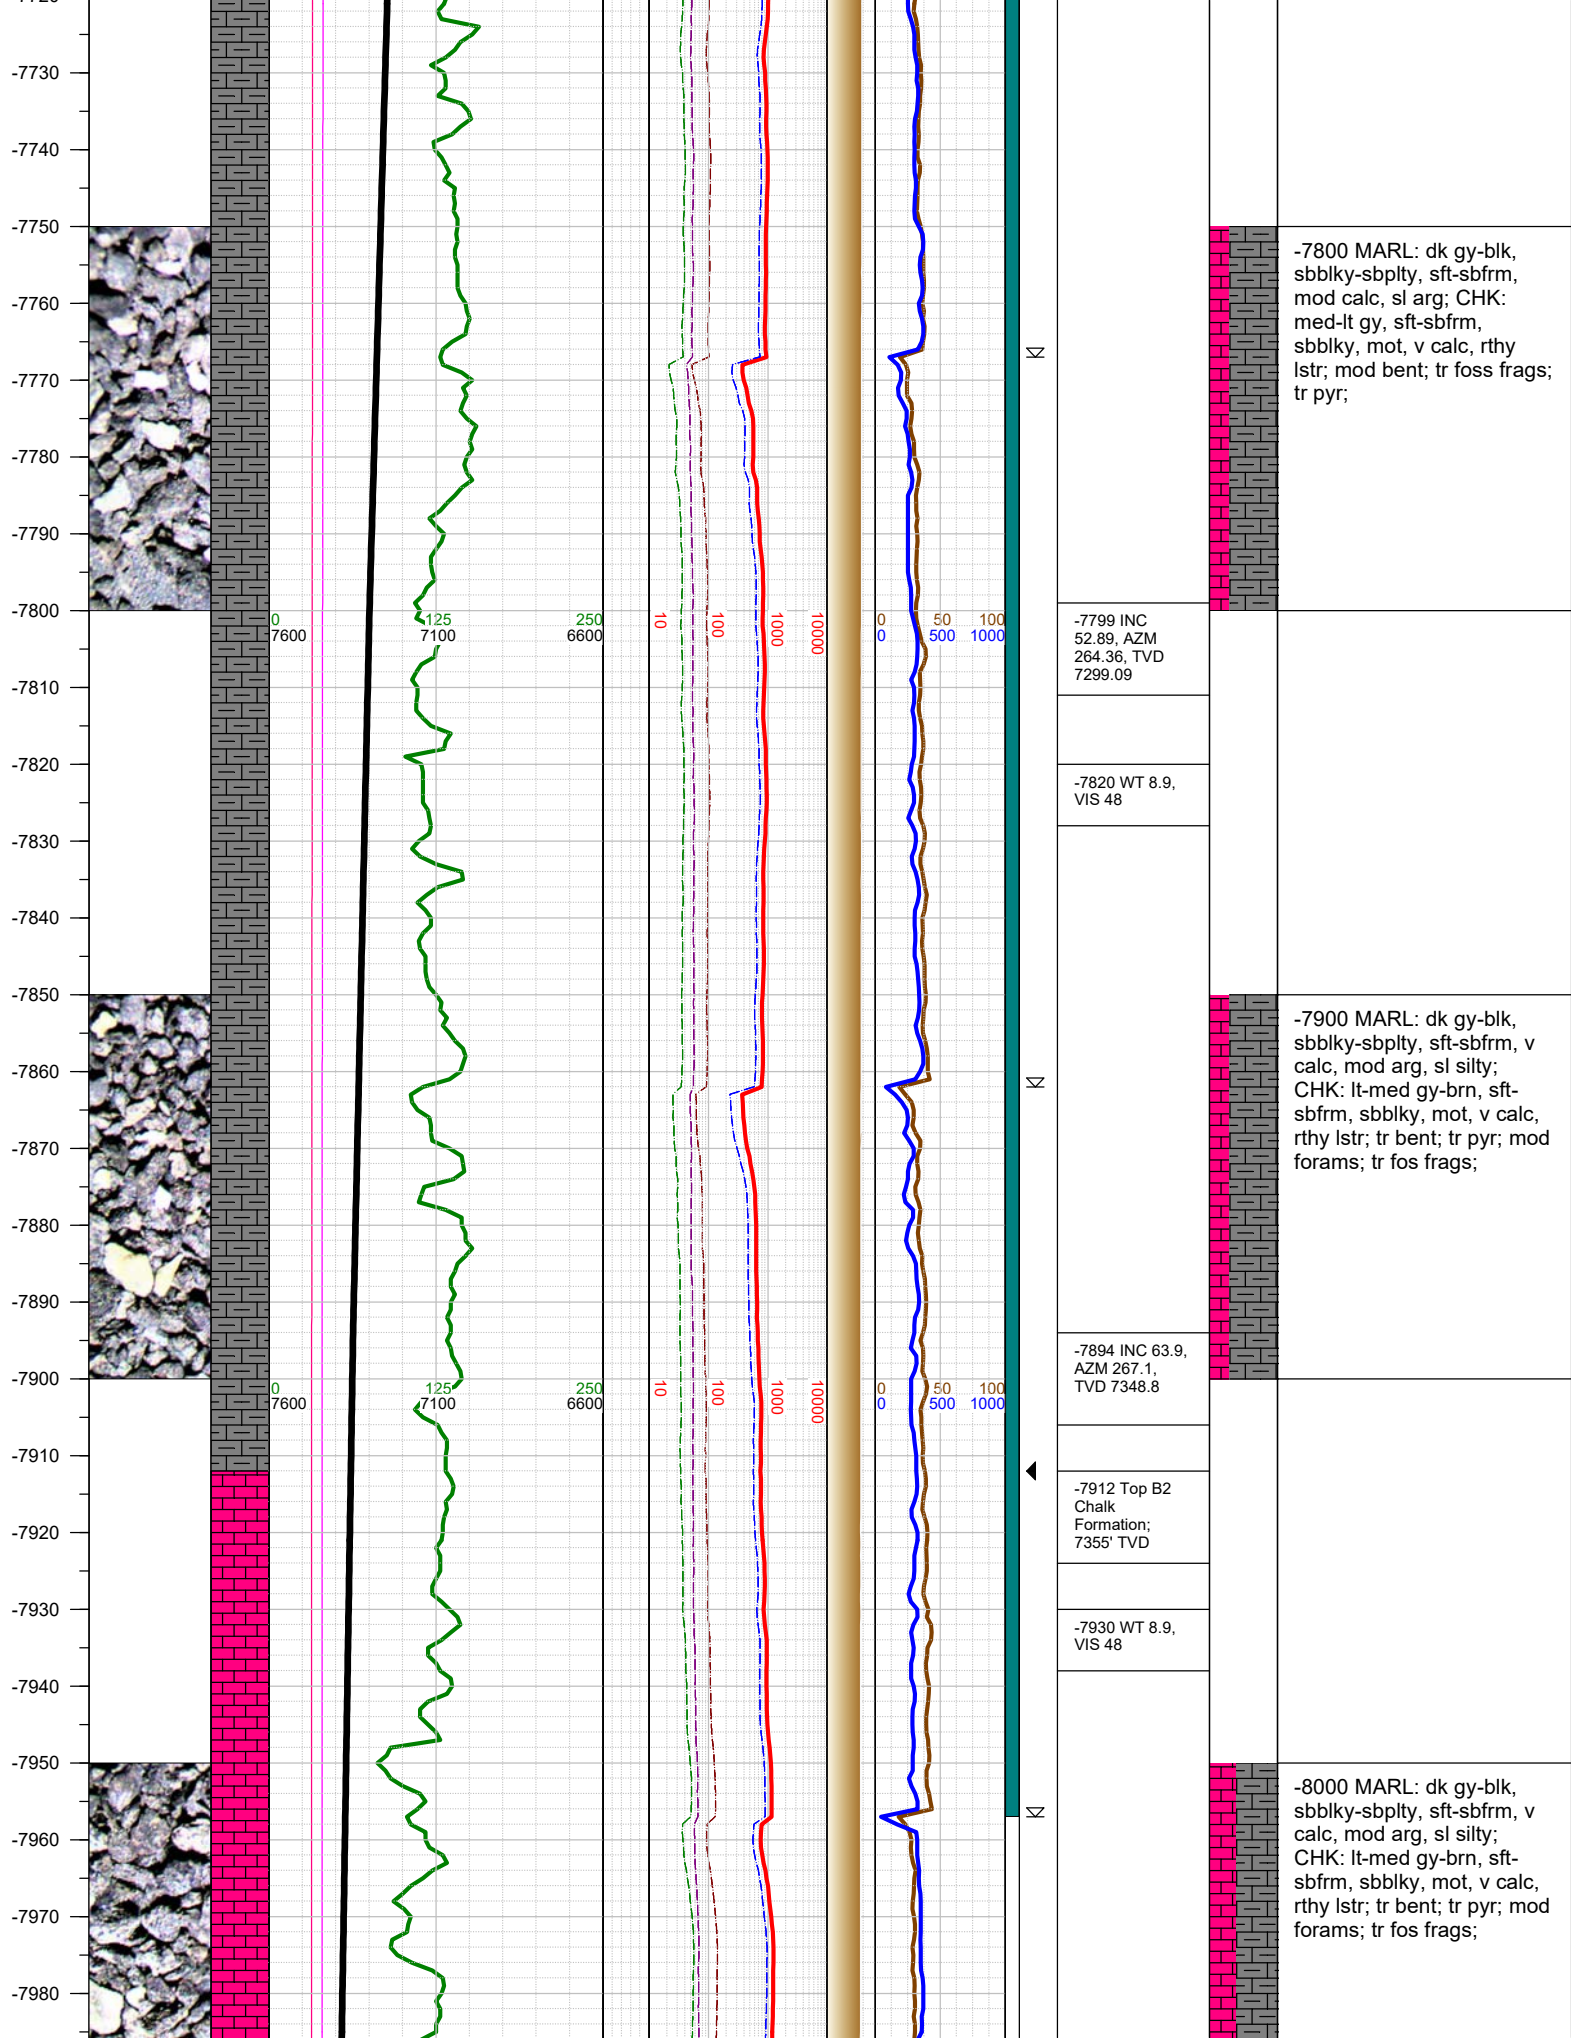 -7730
-7740
-7750
-7800 MARL: dk gy-blk,
sbblky-sbplty, sft-sbfrm,
mod calc, sl arg; CHK:
med-lt gy, sft-sbfrm,
sbblky, mot, v calc, rthy
lstr; mod bent; tr foss frags;
tr pyr;
-7760
-7770
-7780
-7790
-7800
0 125 250 10 100 1000 10000 0 50 100
7600 7100 6600 0 500 1000
-7799 INC
52.89, AZM
264.36, TVD
7299.09
-7810
-7820
-7820 WT 8.9,
VIS 48
-7830
-7840
-7850
-7900 MARL: dk gy-blk,
sbblky-sbplty, sft-sbfrm, v
calc, mod arg, sl silty;
CHK: lt-med gy-brn, sft-
sbfrm, sbblky, mot, v calc,
rthy lstr; tr bent; tr pyr; mod
forams; tr fos frags;
-7860
-7870
-7880
-7890
-7894 INC 63.9,
AZM 267.1,
TVD 7348.8
-7900
0 125 250 10 100 1000 10000 0 50 100
7600 7100 6600 0 500 1000
-7910
-7912 Top B2
Chalk
Formation;
7355' TVD
-7920
-7930
-7930 WT 8.9,
VIS 48
-7940
-7950
-8000 MARL: dk gy-blk,
sbblky-sbplty, sft-sbfrm, v
calc, mod arg, sl silty;
CHK: lt-med gy-brn, sft-
sbfrm, sbblky, mot, v calc,
rthy lstr; tr bent; tr pyr; mod
forams; tr fos frags;
-7960
-7970
-7980